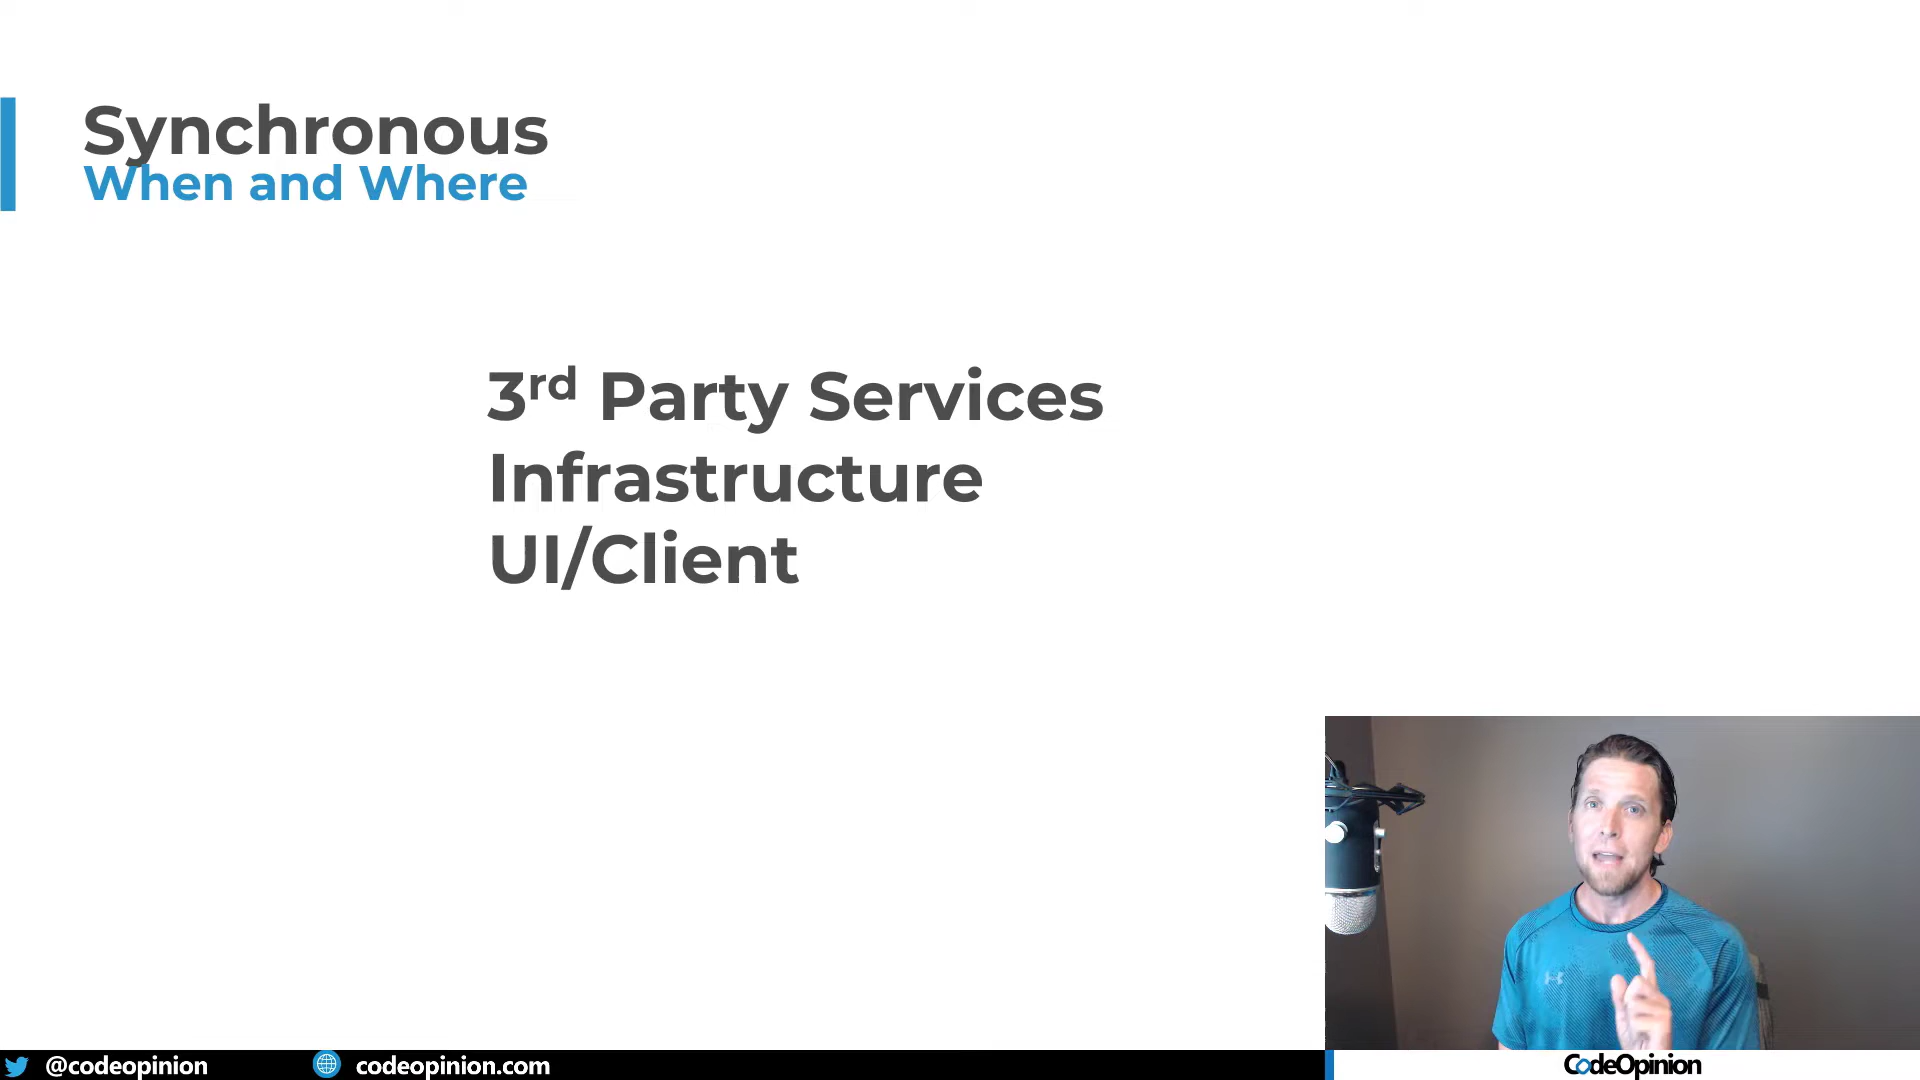 Synchronous
When and Where
3rd Party Services
Infrastructure
UI/Client
@codeopinion
codeopinion.com
CodeOpinion